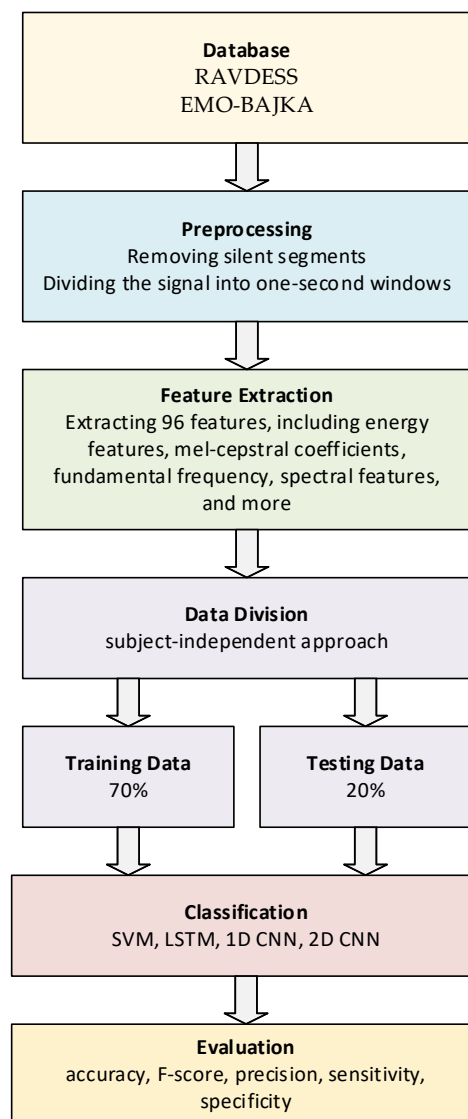 Database
RAVDESS
EMO-BAJKA
Preprocessing
Removing silent segments
Dividing the signal into one-second windows
Feature Extraction
Extracting 96 features, including energy
features, mel-cepstral coefficients,
fundamental frequency, spectral features,
and more
Data Division
subject-independent approach
Training Data
70%
Testing Data
20%
Classification
SVM, LSTM, 1D CNN, 2D CNN
Evaluation
accuracy, F-score, precision, sensitivity,
specificity